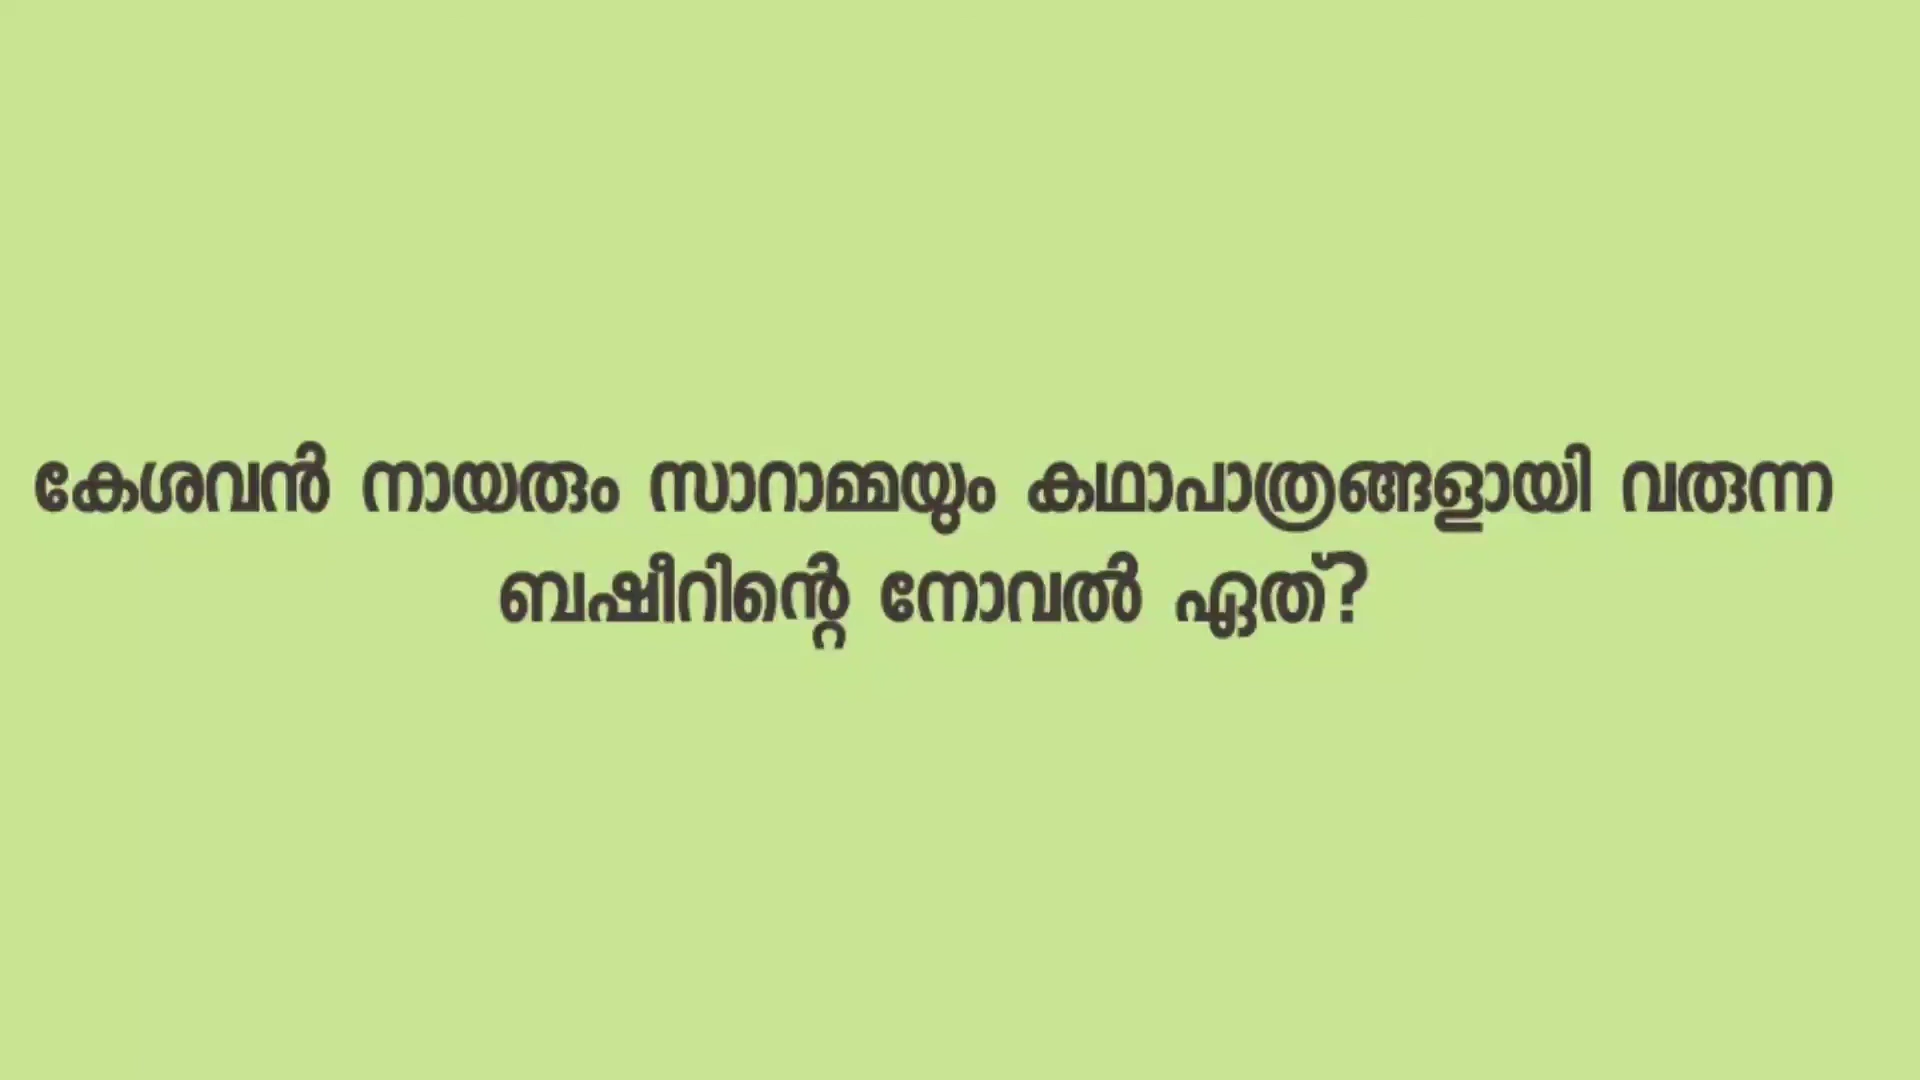 കേശവൻ നായരും സാറാമ്മയും കഥാപാത്രങ്ങളായി വരുന്ന
ബഷീറിന്റെ നോവൽ ഏത്?